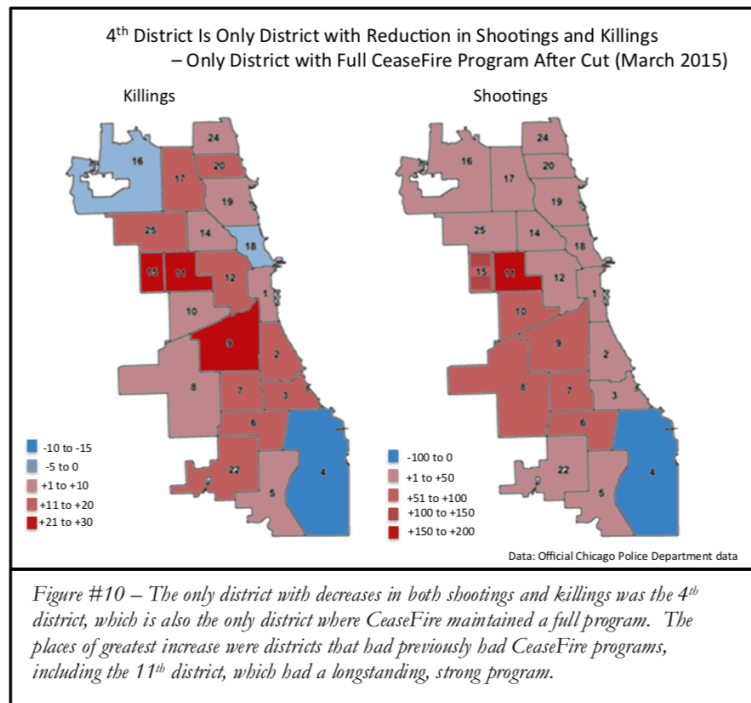 4th District Is Only District with Reduction in Shootings and Killings
– Only District with Full CeaseFire Program After Cut (March 2015)
Killings
Shootings
24
16
20
17
19
25
14
18
15
11
12
1
10
9
2
8
7
3
6
4
22
5
-10 to -15
-5 to 0
+1 to +10
+11 to +20
+21 to +30
24
16
20
17
19
25
14
18
15
11
12
1
10
9
2
8
7
3
6
4
22
5
-100 to 0
+1 to +50
+51 to +100
+100 to +150
+150 to +200
Data: Official Chicago Police Department data
Figure #10 – The only district with decreases in both shootings and killings was the 4th
district, which is also the only district where CeaseFire maintained a full program. The
places of greatest increase were districts that had previously had CeaseFire programs,
including the 11th district, which had a longstanding, strong program.